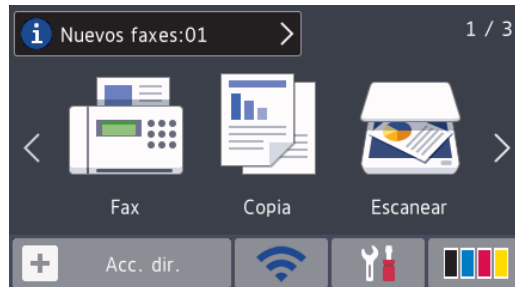 Nuevos faxes:01
1 / 3
Fax
Copia
Escanear
Acc. dir.